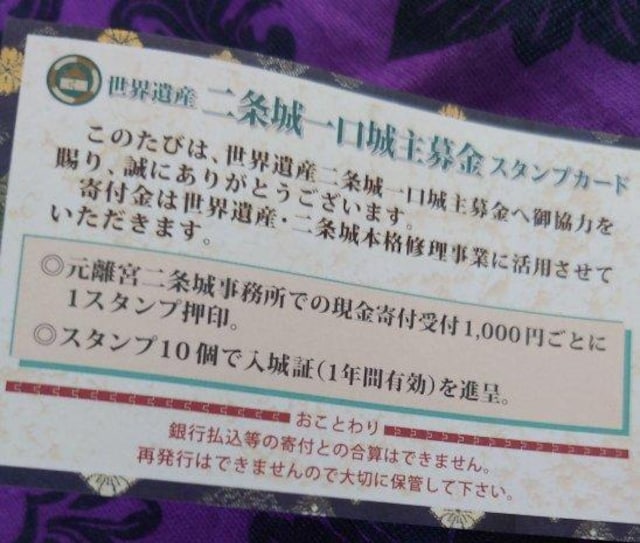 世界遺産 二条城一口城主募金 スタンプカード
このたびは、世界遺産二条城一口城主募金へ御協力を
賜り、誠にありがとうございます。
寄付金は世界遺産・二条城本格修理事業に活用させて
いただきます。
◎元離宮二条城事務所での現金寄付受付1,000円ごとに
1スタンプ押印。
◎スタンプ10個で入城証(1年間有効)を進呈。
おことわり
銀行払込等の寄付との合算はできません。
再発行はできませんので大切に保管して下さい。